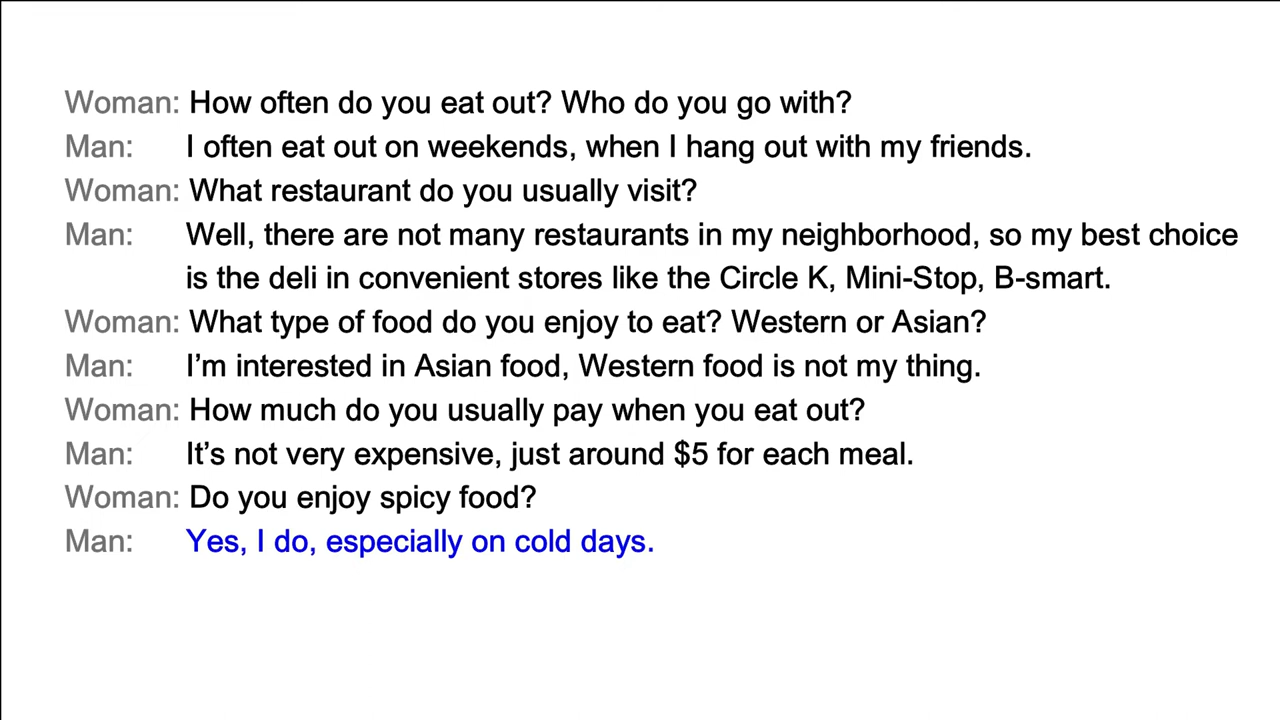 Woman: How often do you eat out? Who do you go with?
Man: I often eat out on weekends, when I hang out with my friends.
Woman: What restaurant do you usually visit?
Man: Well, there are not many restaurants in my neighborhood, so my best choice
is the deli in convenient stores like the Circle K, Mini-Stop, B-smart.
Woman: What type of food do you enjoy to eat? Western or Asian?
Man: I’m interested in Asian food, Western food is not my thing.
Woman: How much do you usually pay when you eat out?
Man: It’s not very expensive, just around $5 for each meal.
Woman: Do you enjoy spicy food?
Man: Yes, I do, especially on cold days.